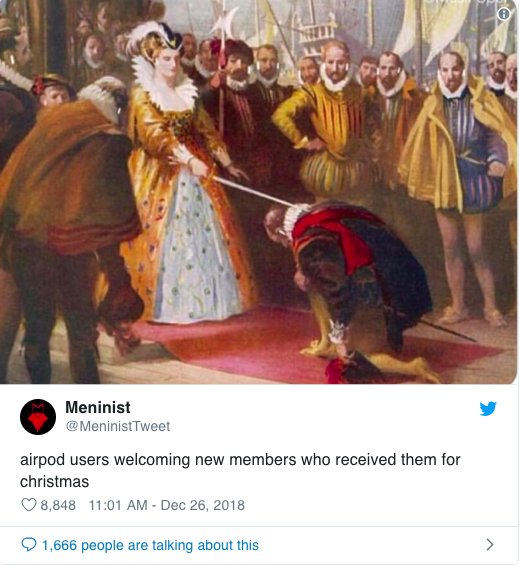 Meninist
@MeninistTweet
airpod users welcoming new members who received them for
christmas
8,848 11:01 AM - Dec 26, 2018
1,666 people are talking about this